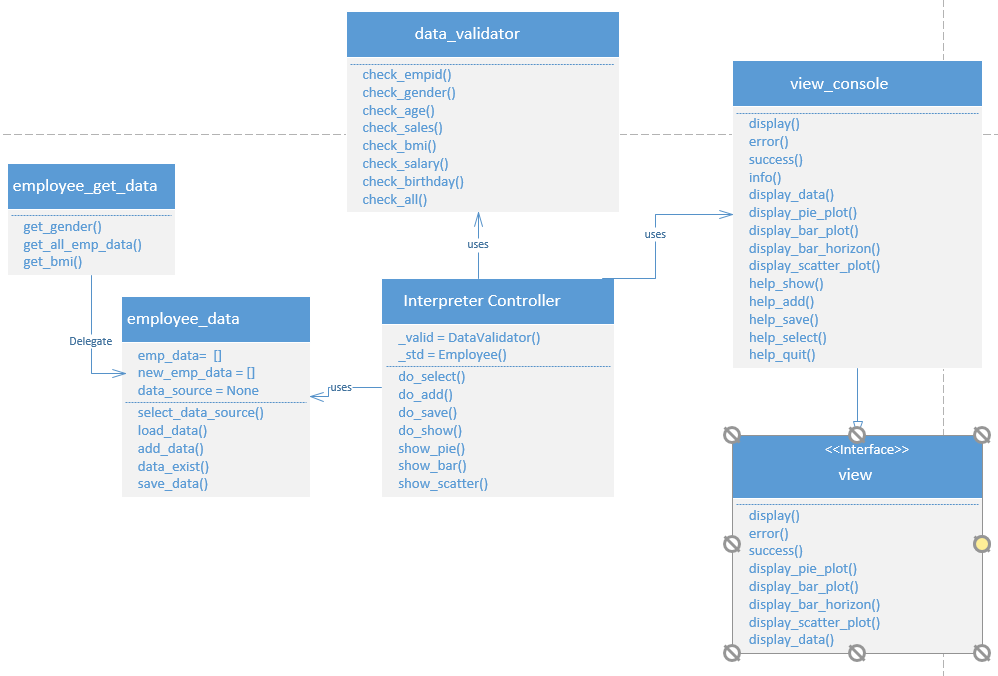 data_validator
check_empid()
check_gender()
check_age()
check_sales()
check_bmi()
check_salary()
check_birthday()
check_all()
view_console
display()
error()
success()
info()
display_data()
display_pie_plot()
display_bar_plot()
display_bar_horizon()
display_scatter_plot()
help_show()
help_add()
help_save()
help_select()
help_quit()
employee_get_data
get_gender()
get_all_emp_data()
get_bmi()
uses
uses
Delegate
employee_data
emp_data= []
new_emp_data = []
data_source = None
select_data_source()
load_data()
add_data()
data_exist()
save_data()
uses
Interpreter Controller
_valid = DataValidator()
_std = Employee()
do_select()
do_add()
do_save()
do_show()
show_pie()
show_bar()
show_scatter()
<<Interface>>
view
display()
error()
success()
display_pie_plot()
display_bar_plot()
display_bar_horizon()
display_scatter_plot()
display_data()